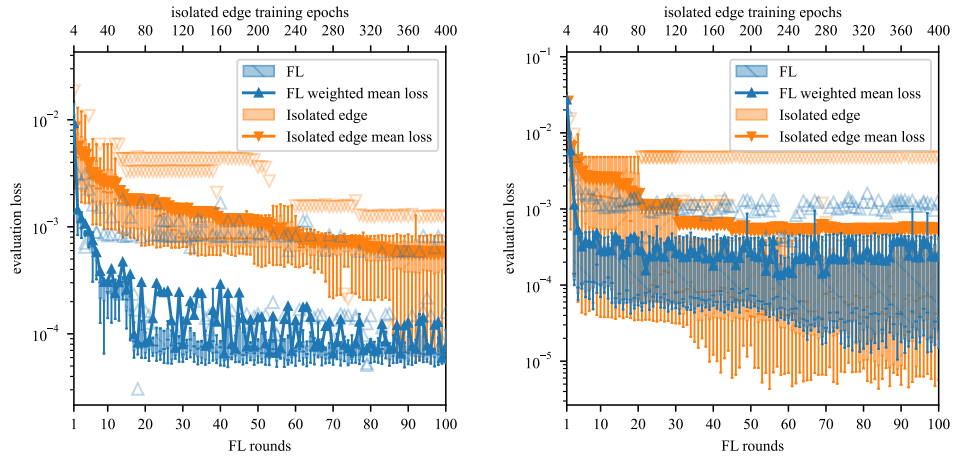 isolated edge training epochs
4 40 80 120 160 200 240 280 320 360 400
10⁻²
10⁻³
10⁻⁴
evaluation loss
FL
FL weighted mean loss
Isolated edge
Isolated edge mean loss
1 10 20 30 40 50 60 70 80 90 100
FL rounds
isolated edge training epochs
4 40 80 120 160 200 240 280 320 360 400
10⁻¹
10⁻²
10⁻³
10⁻⁴
10⁻⁵
evaluation loss
FL
FL weighted mean loss
Isolated edge
Isolated edge mean loss
1 10 20 30 40 50 60 70 80 90 100
FL rounds